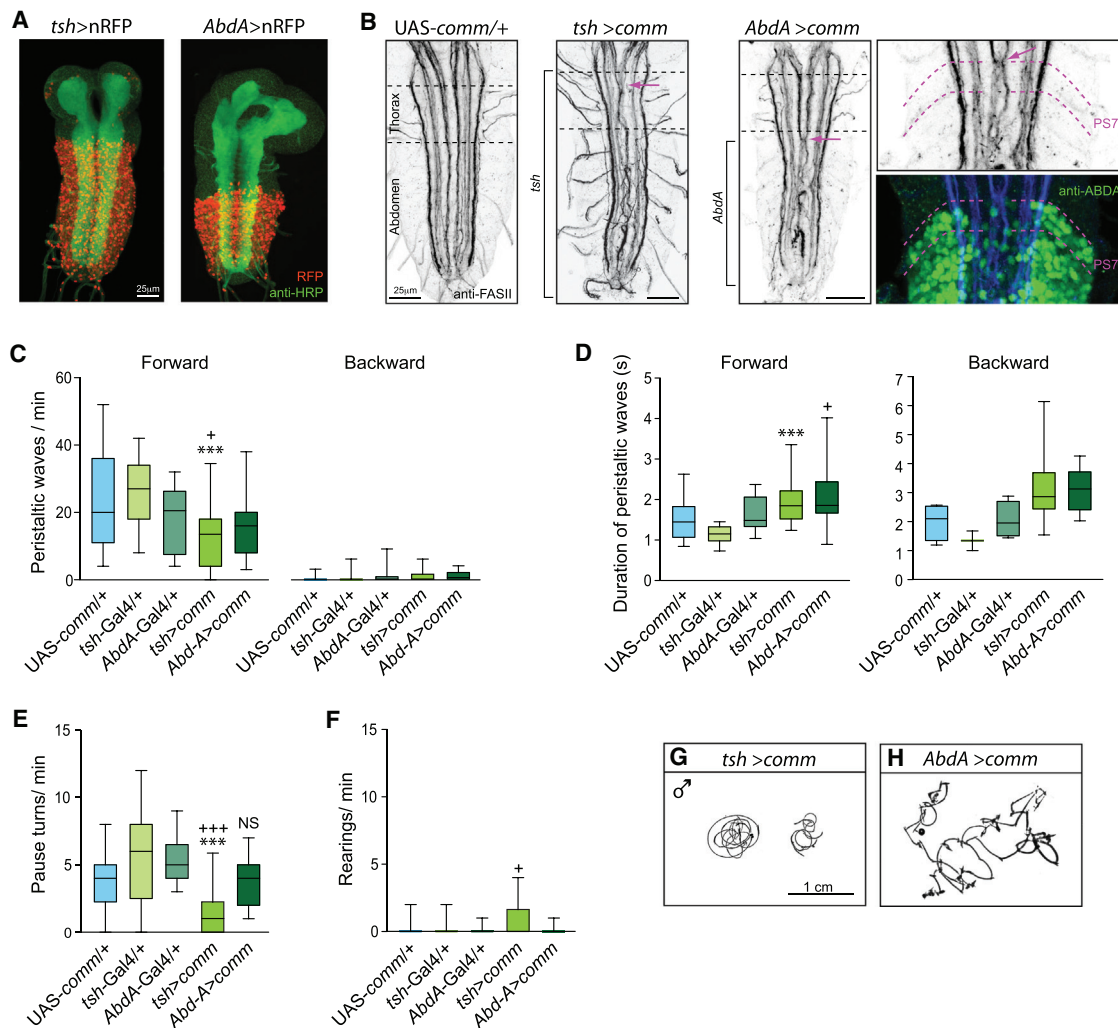 A
tsh>nRFP
AbdA>nRFP
RFP
anti-HRP
25µm
B
UAS-comm/+
tsh >comm
AbdA >comm
Thorax
Abdomen
25µm
anti-FASII
tsh
AbdA
PS7
anti-ABDA
PS7
C
Forward
Backward
Peristaltic waves / min
60
40
20
0
UAS-comm/+
tsh-Gal4/+
AbdA-Gal4/+
tsh>comm
Abd-A>comm
UAS-comm/+
tsh-Gal4/+
AbdA-Gal4/+
tsh>comm
Abd-A>comm
+
***
D
Forward
Backward
Duration of peristaltic waves (s)
5
4
3
2
1
0
***
+
7
6
5
4
3
2
1
0
UAS-comm/+
tsh-Gal4/+
AbdA-Gal4/+
tsh>comm
Abd-A>comm
UAS-comm/+
tsh-Gal4/+
AbdA-Gal4/+
tsh>comm
Abd-A>comm
E
Pause turns/ min
15
10
5
0
+++
***
NS
UAS-comm/+
tsh-Gal4/+
AbdA-Gal4/+
tsh>comm
Abd-A>comm
F
Rearings/ min
15
10
5
0
+
UAS-comm/+
tsh-Gal4/+
AbdA-Gal4/+
tsh>comm
Abd-A>comm
G
tsh >comm
♂
1 cm
H
AbdA >comm